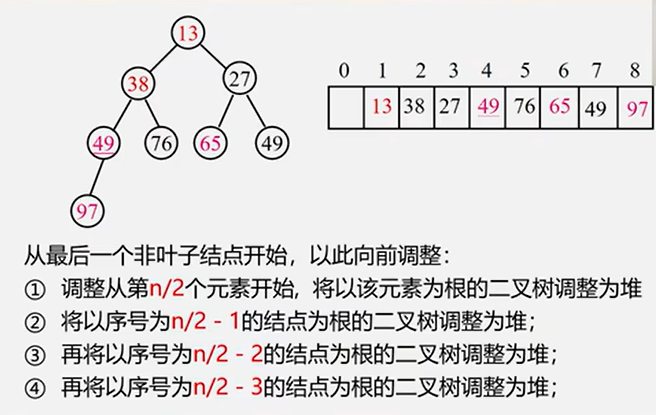 13
38
27
49
76
65
49
97
0 1 2 3 4 5 6 7 8
13 38 27 49 76 65 49 97
从最后一个非叶子结点开始，以此向前调整：
① 调整从第n/2个元素开始, 将以该元素为根的二叉树调整为堆
② 将以序号为n/2 - 1的结点为根的二叉树调整为堆；
③ 再将以序号为n/2 - 2的结点为根的二叉树调整为堆；
④ 再将以序号为n/2 - 3的结点为根的二叉树调整为堆；